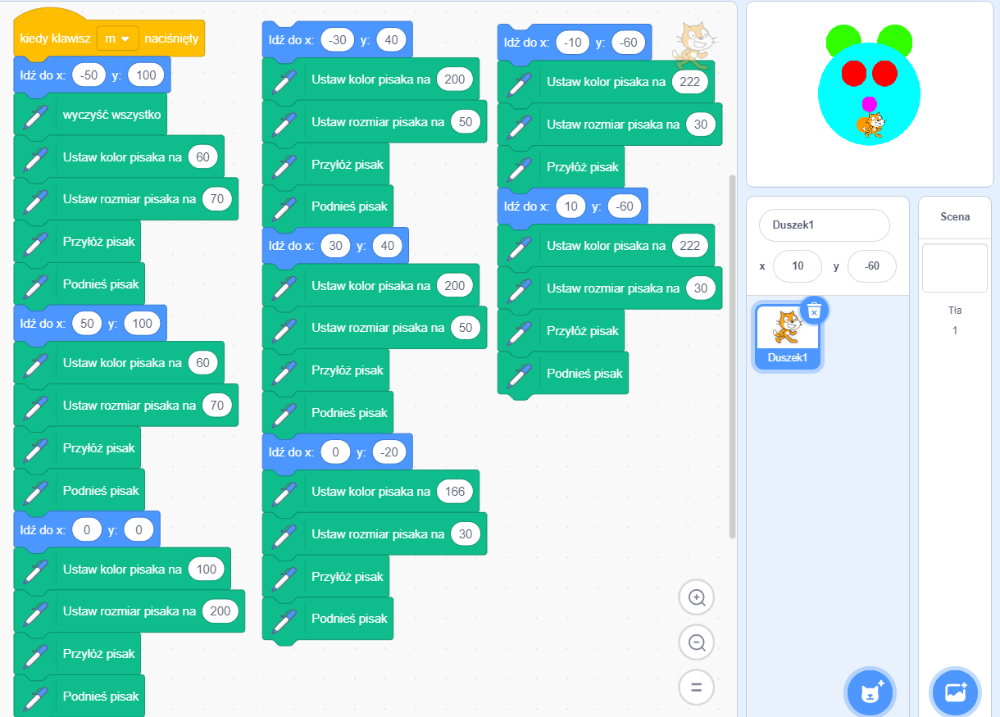 kiedy klawisz m naciśnięty
Idź do x: -50 y: 100
wyczyść wszystko
Ustaw kolor pisaka na 60
Ustaw rozmiar pisaka na 70
Przyłóż pisak
Podnieś pisak
Idź do x: 50 y: 100
Ustaw kolor pisaka na 60
Ustaw rozmiar pisaka na 70
Przyłóż pisak
Podnieś pisak
Idź do x: 0 y: 0
Ustaw kolor pisaka na 100
Ustaw rozmiar pisaka na 200
Przyłóż pisak
Podnieś pisak
Idź do x: -30 y: 40
Ustaw kolor pisaka na 200
Ustaw rozmiar pisaka na 50
Przyłóż pisak
Podnieś pisak
Idź do x: 30 y: 40
Ustaw kolor pisaka na 200
Ustaw rozmiar pisaka na 50
Przyłóż pisak
Podnieś pisak
Idź do x: 0 y: -20
Ustaw kolor pisaka na 166
Ustaw rozmiar pisaka na 30
Przyłóż pisak
Podnieś pisak
Idź do x: -10 y: -60
Ustaw kolor pisaka na 222
Ustaw rozmiar pisaka na 30
Przyłóż pisak
Idź do x: 10 y: -60
Ustaw kolor pisaka na 222
Ustaw rozmiar pisaka na 30
Przyłóż pisak
Podnieś pisak
Duszek1
x 10 y -60
Duszek1
Scena
Tła
1